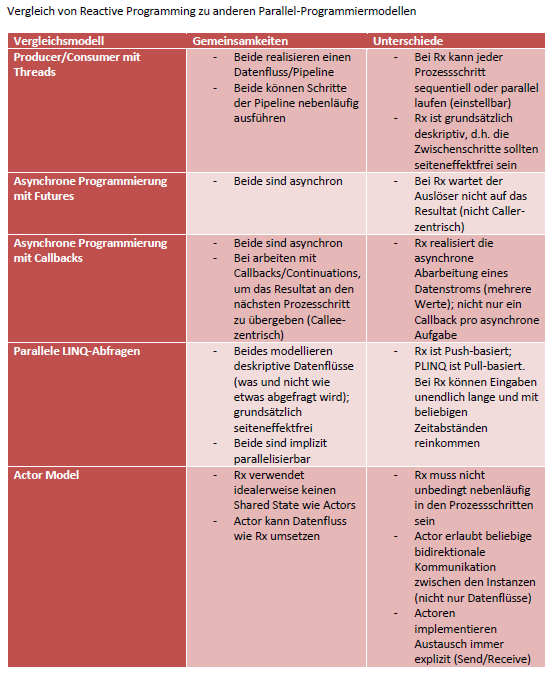 Vergleich von Reactive Programming zu anderen Parallel-Programmiermodellen
Vergleichsmodell
Gemeinsamkeiten
Unterschiede
Producer/Consumer mit
Threads
- Beide realisieren einen
Datenfluss/Pipeline
- Beide können Schritte
der Pipeline nebenläufig
ausführen
- Bei Rx kann jeder
Prozessschritt
sequentiell oder parallel
laufen (einstellbar)
- Rx ist grundsätzlich
deskriptiv, d.h. die
Zwischenschritte sollten
seiteneffektfrei sein
Asynchrone Programmierung
mit Futures
- Beide sind asynchron
- Bei Rx wartet der
Auslöser nicht auf das
Resultat (nicht Caller-
zentrisch)
Asynchrone Programmierung
mit Callbacks
- Beide sind asynchron
- Bei arbeiten mit
Callbacks/Continuations,
um das Resultat an den
nächsten Prozessschritt
zu übergeben (Callee-
zentrisch)
- Rx realisiert die
asynchrone
Abarbeitung eines
Datenstroms (mehrere
Werte); nicht nur ein
Callback pro asynchrone
Aufgabe
Parallele LINQ-Abfragen
- Beides modellieren
deskriptive Datenflüsse
(was und nicht wie
etwas abgefragt wird);
grundsätzlich
seiteneffektfrei
- Beide sind implizit
parallelisierbar
- Rx ist Push-basiert;
PLINQ ist Pull-basiert.
Bei Rx können Eingaben
unendlich lange und mit
beliebigen
Zeitabständen
reinkommen
Actor Model
- Rx verwendet
idealerweise keinen
Shared State wie Actors
- Actor kann Datenfluss
wie Rx umsetzen
- Rx muss nicht
unbedingt nebenläufig
in den Prozessschritten
sein
- Actor erlaubt beliebige
bidirektionale
Kommunikation
zwischen den Instanzen
(nicht nur Datenflüsse)
- Actoren
implementieren
Austausch immer
explizit (Send/Receive)